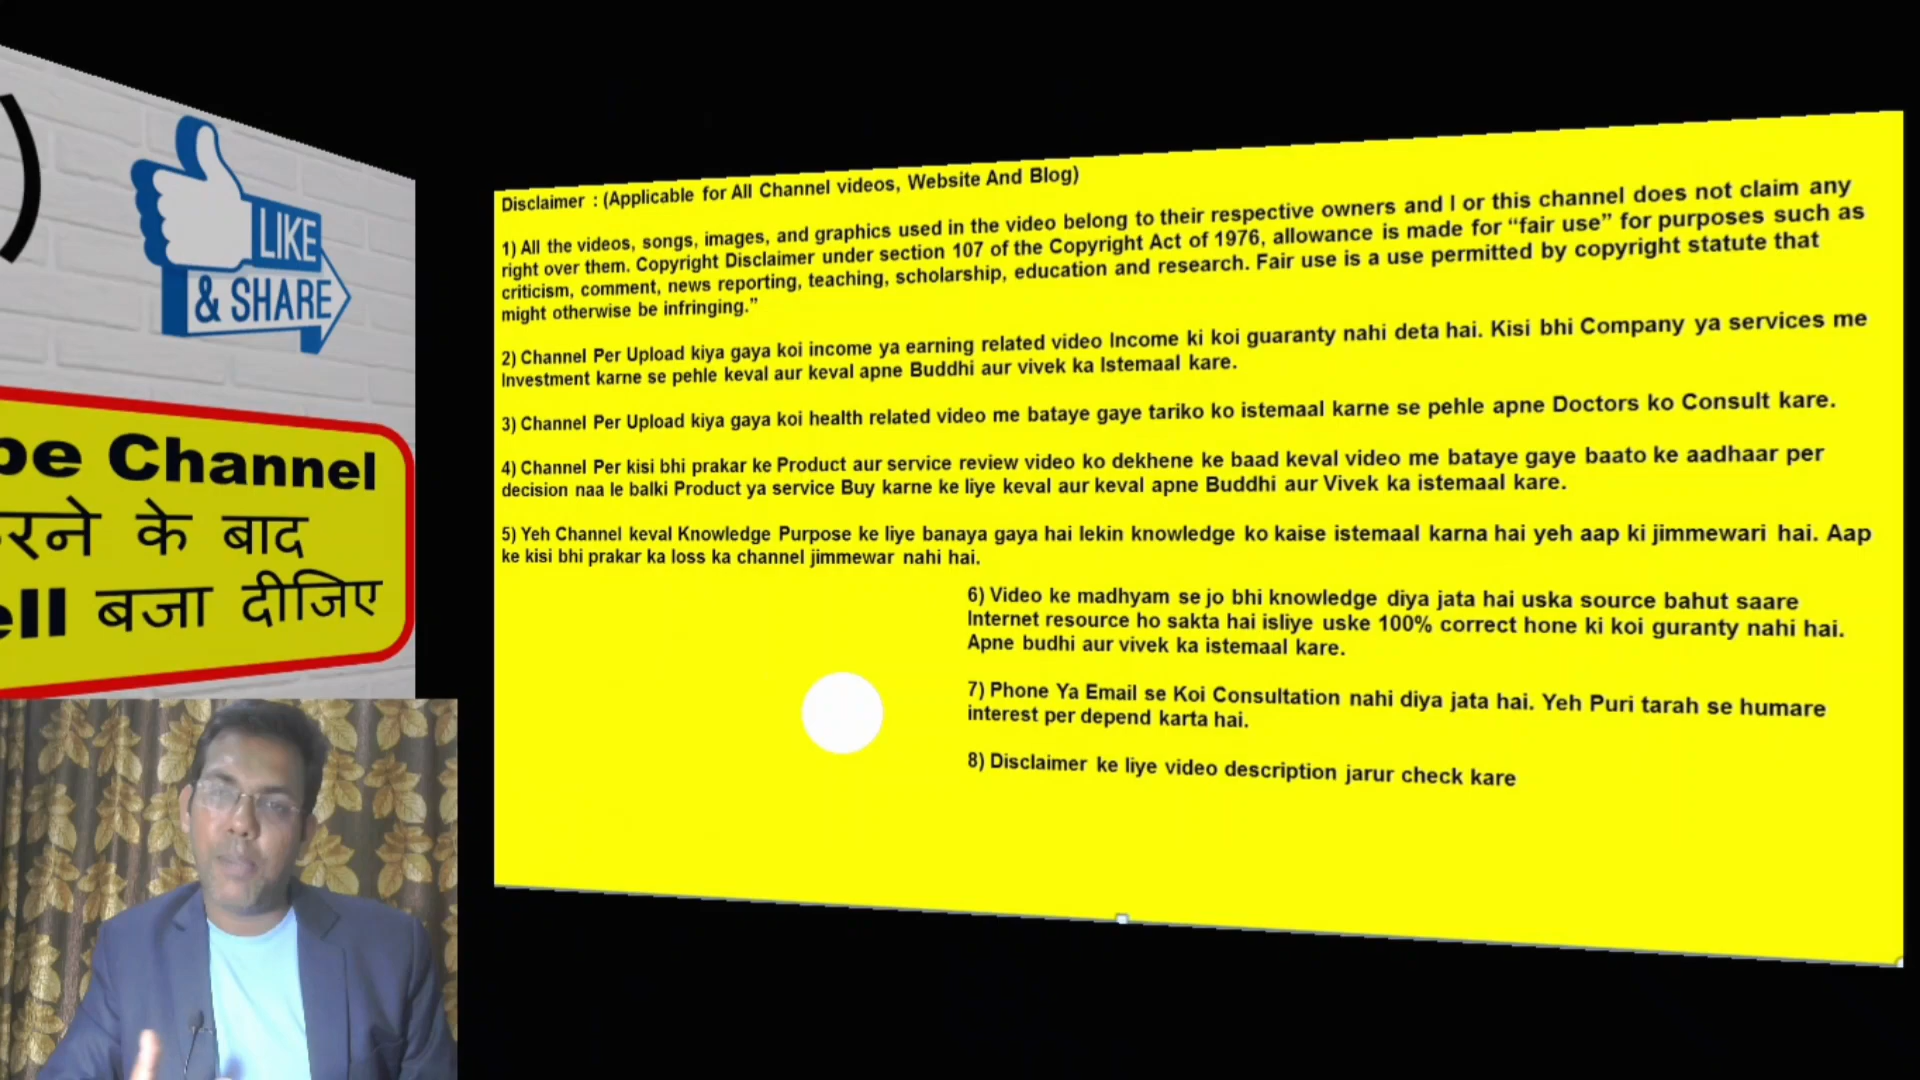 LIKE
& SHARE
be Channel
रने के बाद
ell बजा दीजिए
Disclaimer : (Applicable for All Channel videos, Website And Blog)
1) All the videos, songs, images, and graphics used in the video belong to their respective owners and I or this channel does not claim any
right over them. Copyright Disclaimer under section 107 of the Copyright Act of 1976, allowance is made for “fair use” for purposes such as
criticism, comment, news reporting, teaching, scholarship, education and research. Fair use is a use permitted by copyright statute that
might otherwise be infringing.”
2) Channel Per Upload kiya gaya koi income ya earning related video Income ki koi guaranty nahi deta hai. Kisi bhi Company ya services me
Investment karne se pehle keval aur keval apne Buddhi aur vivek ka Istemaal kare.
3) Channel Per Upload kiya gaya koi health related video me bataye gaye tariko ko istemaal karne se pehle apne Doctors ko Consult kare.
4) Channel Per kisi bhi prakar ke Product aur service review video ko dekhene ke baad keval video me bataye gaye baato ke aadhaar per
decision naa le balki Product ya service Buy karne ke liye keval aur keval apne Buddhi aur Vivek ka istemaal kare.
5) Yeh Channel keval Knowledge Purpose ke liye banaya gaya hai lekin knowledge ko kaise istemaal karna hai yeh aap ki jimmewari hai. Aap
ke kisi bhi prakar ka loss ka channel jimmewar nahi hai.
6) Video ke madhyam se jo bhi knowledge diya jata hai uska source bahut saare
Internet resource ho sakta hai isliye uske 100% correct hone ki koi guranty nahi hai.
Apne budhi aur vivek ka istemaal kare.
7) Phone Ya Email se Koi Consultation nahi diya jata hai. Yeh Puri tarah se humare
interest per depend karta hai.
8) Disclaimer ke liye video description jarur check kare